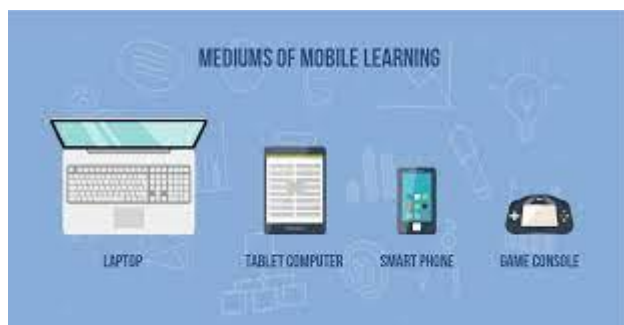 MEDIUMS OF MOBILE LEARNING
LAPTOP
TABLET COMPUTER
SMART PHONE
GAME CONSOLE